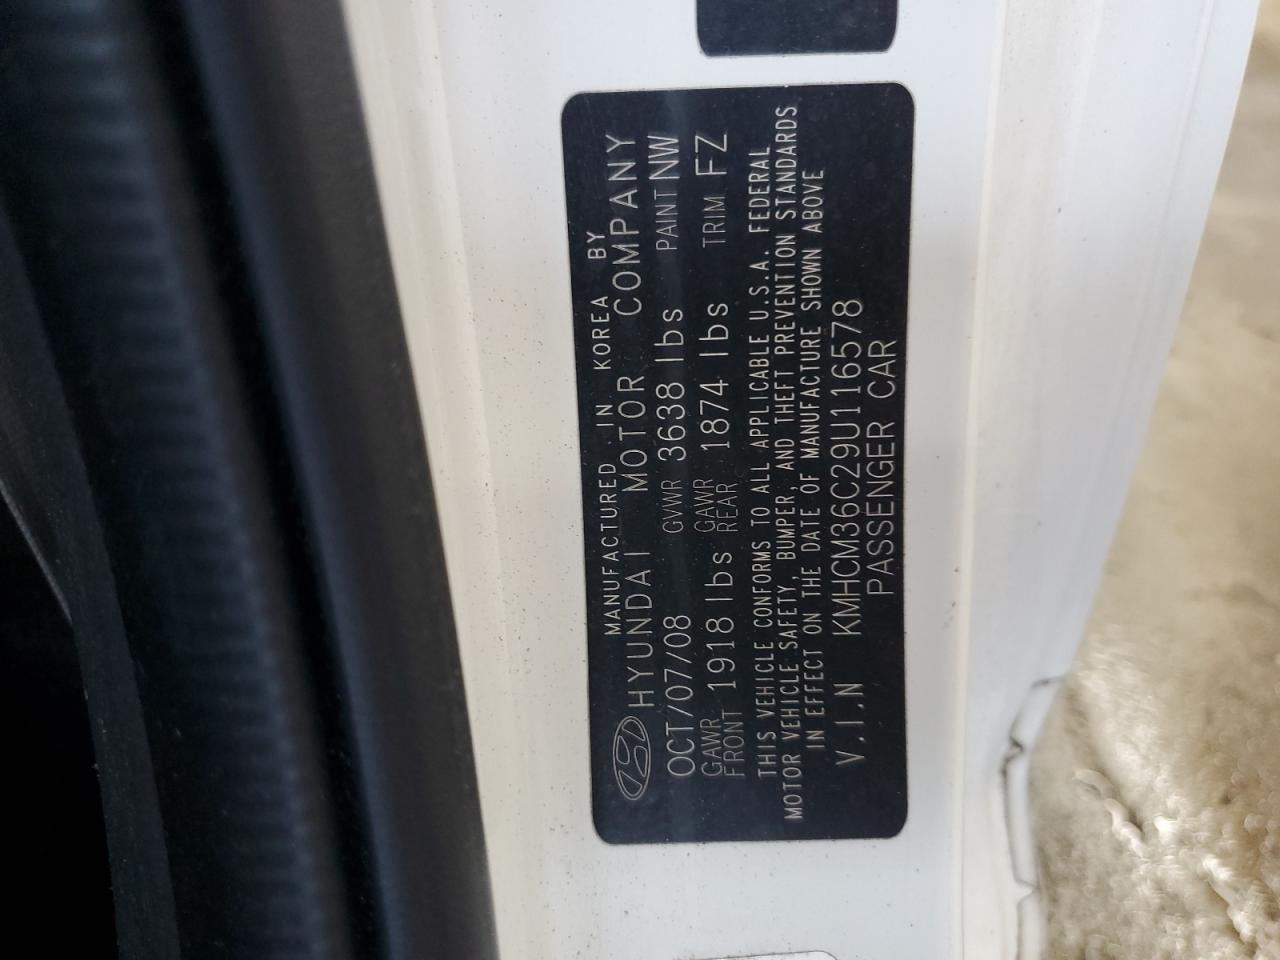 MANUFACTURED IN KOREA BY
HYUNDAI MOTOR COMPANY
OCT/07/08 GVWR 3638 lbs PAINT NW
GAWR FRONT 1918 lbs GAWR REAR 1874 lbs TRIM FZ
THIS VEHICLE CONFORMS TO ALL APPLICABLE U.S.A. FEDERAL
MOTOR VEHICLE SAFETY, BUMPER, AND THEFT PREVENTION STANDARDS
IN EFFECT ON THE DATE OF MANUFACTURE SHOWN ABOVE
V.I.N KMHCM36C29U116578
PASSENGER CAR